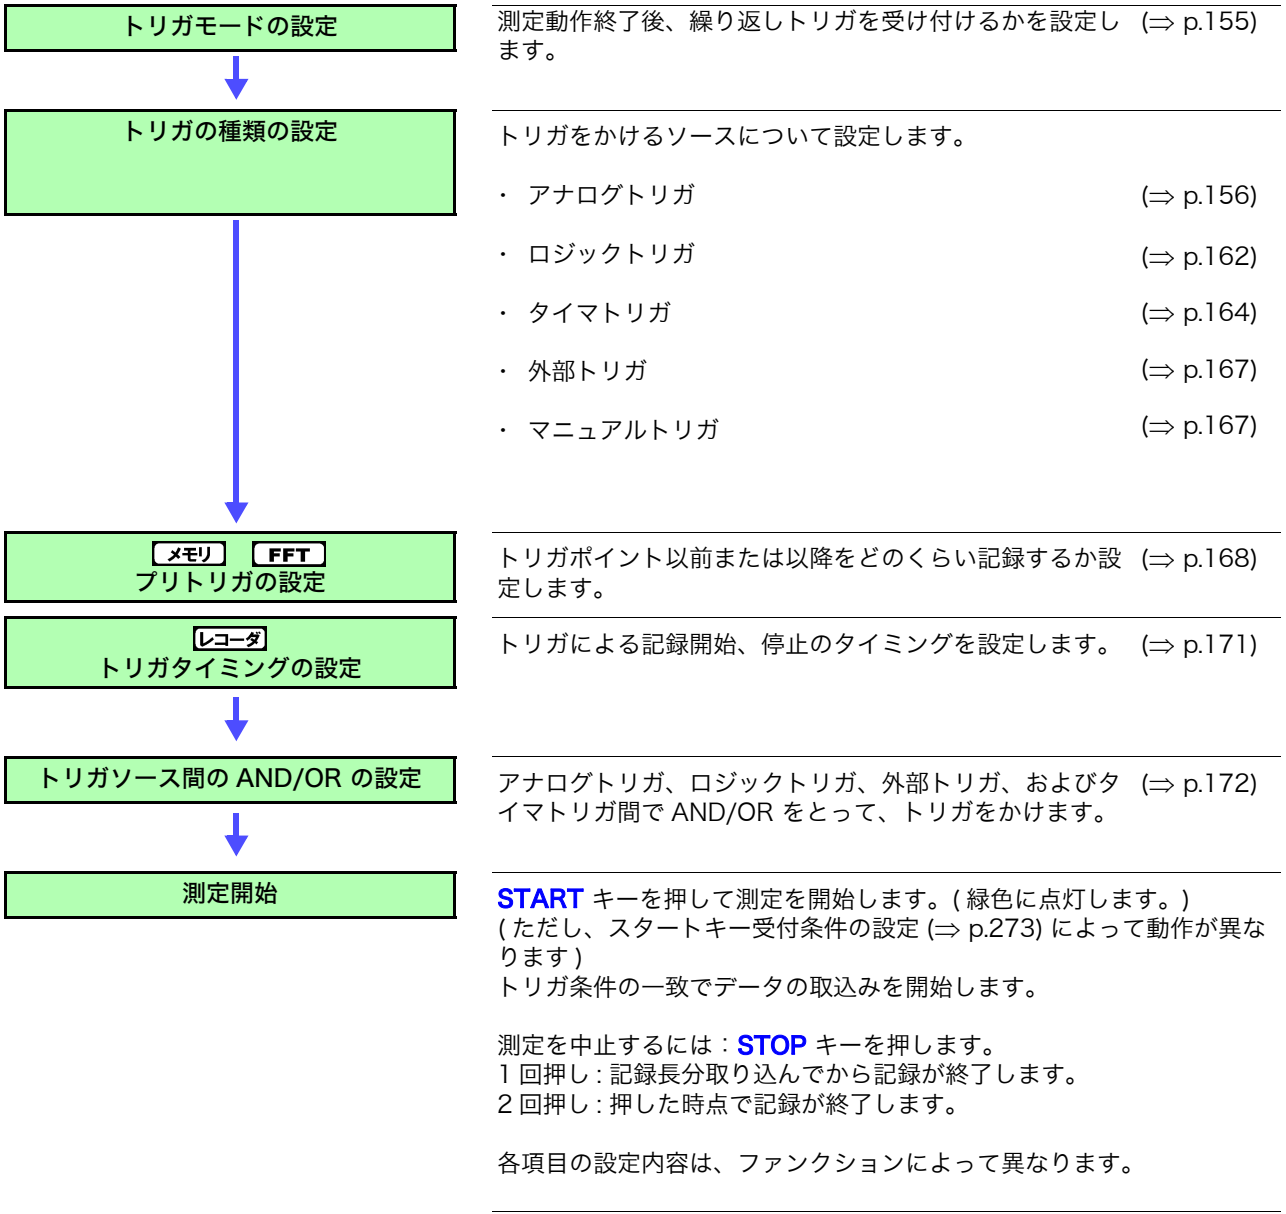 トリガモードの設定
測定動作終了後、繰り返しトリガを受け付けるかを設定し (⇒ p.155)
ます。
トリガの種類の設定
トリガをかけるソースについて設定します。
・ アナログトリガ (⇒ p.156)
・ ロジックトリガ (⇒ p.162)
・ タイマトリガ (⇒ p.164)
・ 外部トリガ (⇒ p.167)
・ マニュアルトリガ (⇒ p.167)
メモリ FFT
プリトリガの設定
トリガポイント以前または以降をどのくらい記録するか設 (⇒ p.168)
定します。
レコーダ
トリガタイミングの設定
トリガによる記録開始、停止のタイミングを設定します。 (⇒ p.171)
トリガソース間の AND/OR の設定
アナログトリガ、ロジックトリガ、外部トリガ、およびタ (⇒ p.172)
イマトリガ間で AND/OR をとって、トリガをかけます。
測定開始
START キーを押して測定を開始します。( 緑色に点灯します。)
( ただし、スタートキー受付条件の設定 (⇒ p.273) によって動作が異な
ります )
トリガ条件の一致でデータの取込みを開始します。
測定を中止するには：STOP キーを押します。
1 回押し : 記録長分取り込んでから記録が終了します。
2 回押し : 押した時点で記録が終了します。
各項目の設定内容は、ファンクションによって異なります。